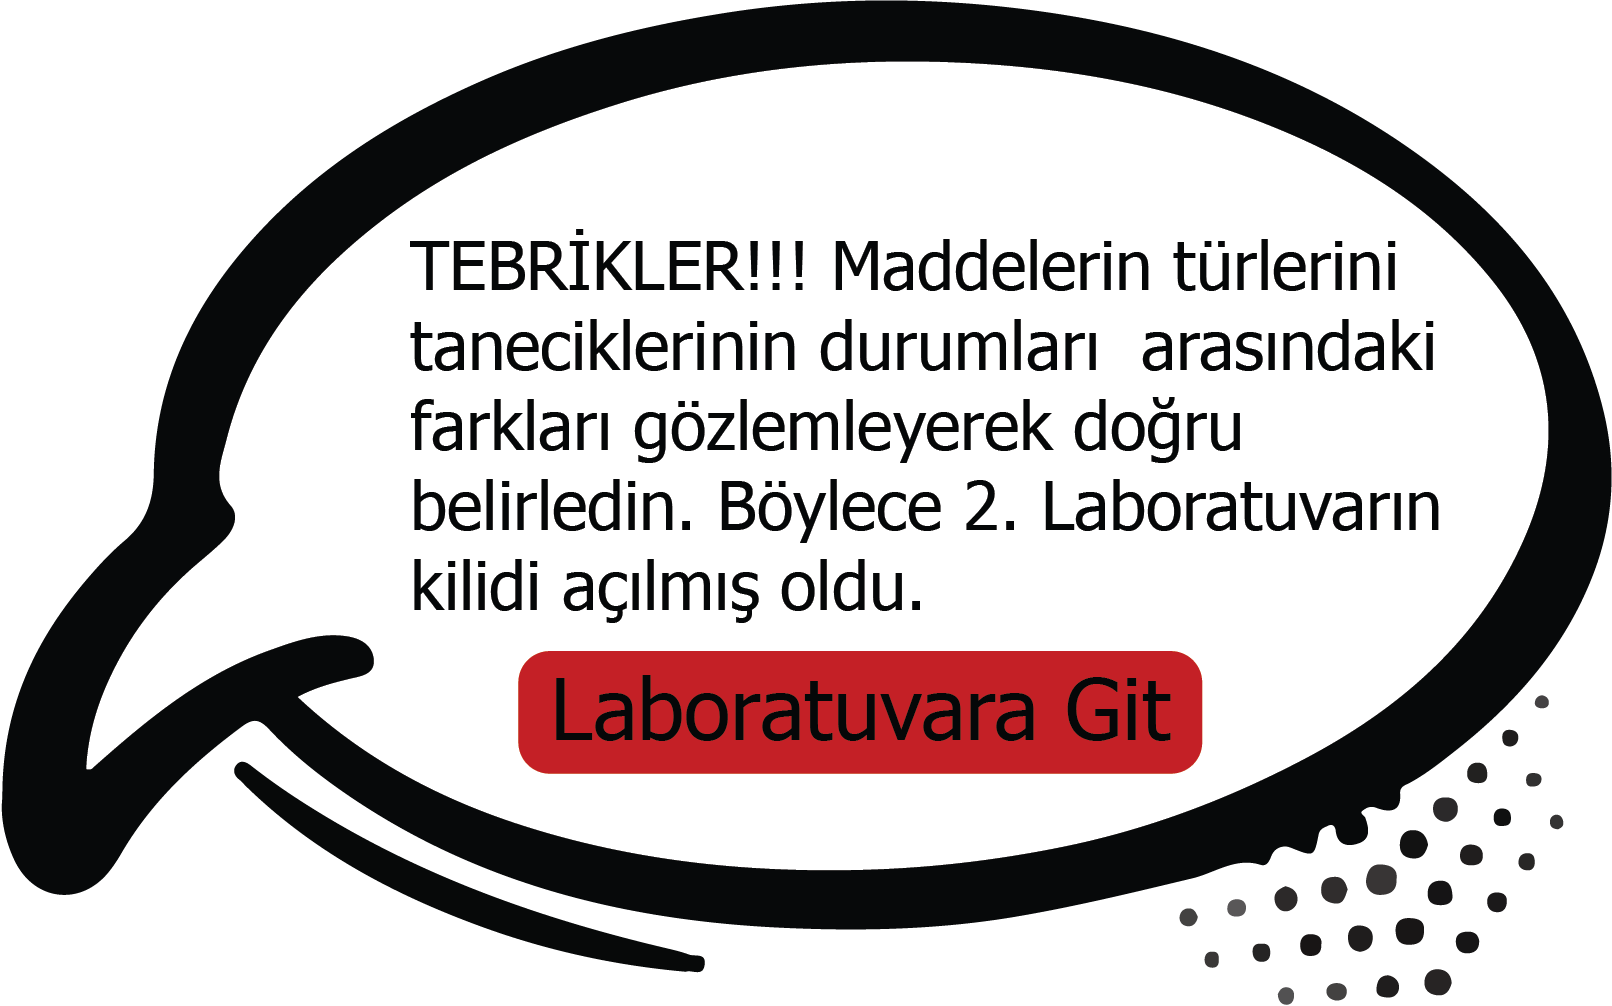 TEBRİKLER!!! Maddelerin türlerini
taneciklerinin durumları  arasındaki
farkları gözlemleyerek doğru
belirledin. Böylece 2. Laboratuvarın
kilidi açılmış oldu.
Laboratuvara Git